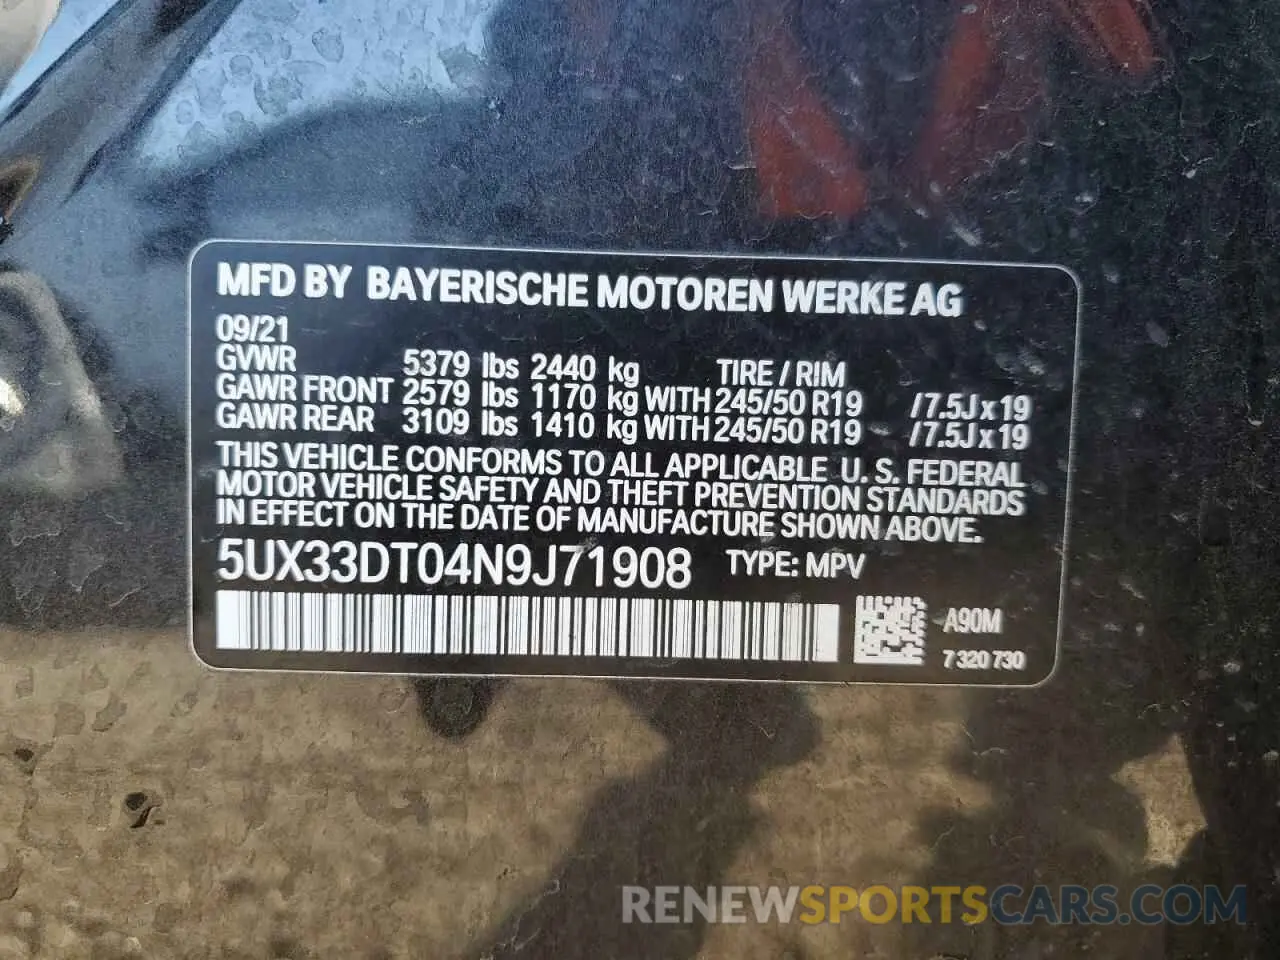 MFD BY BAYERISCHE MOTOREN WERKE AG
09/21
GVWR 5379 lbs 2440 kg TIRE / RIM
GAWR FRONT 2579 lbs 1170 kg WITH 245/50 R19 /7.5J x 19
GAWR REAR 3109 lbs 1410 kg WITH 245/50 R19 /7.5J x 19
THIS VEHICLE CONFORMS TO ALL APPLICABLE U. S. FEDERAL
MOTOR VEHICLE SAFETY AND THEFT PREVENTION STANDARDS
IN EFFECT ON THE DATE OF MANUFACTURE SHOWN ABOVE.
5UX33DT04N9J71908 TYPE: MPV
A90M
7 320 730
RENEWSPORTSCARS.COM